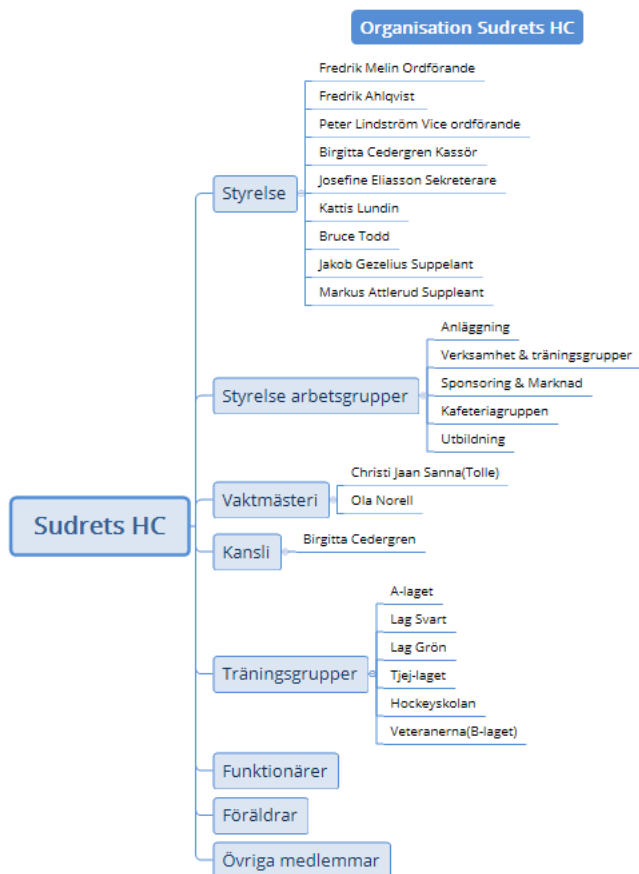 Organisation Sudrets HC
Sudrets HC
Styrelse
Fredrik Melin Ordförande
Fredrik Ahlqvist
Peter Lindström Vice ordförande
Birgitta Cedergren Kassör
Josefine Eliasson Sekreterare
Kattis Lundin
Bruce Todd
Jakob Gezelius Suppelant
Markus Attlerud Suppleant
Styrelse arbetsgrupper
Anläggning
Verksamhet & träningsgrupper
Sponsoring & Marknad
Kafeteriagruppen
Utbildning
Vaktmästeri
Christi Jaan Sanna(Tolle)
Ola Norell
Kansli
Birgitta Cedergren
Träningsgrupper
A-laget
Lag Svart
Lag Grön
Tjej-laget
Hockeyskolan
Veteranerna(B-laget)
Funktionärer
Föräldrar
Övriga medlemmar